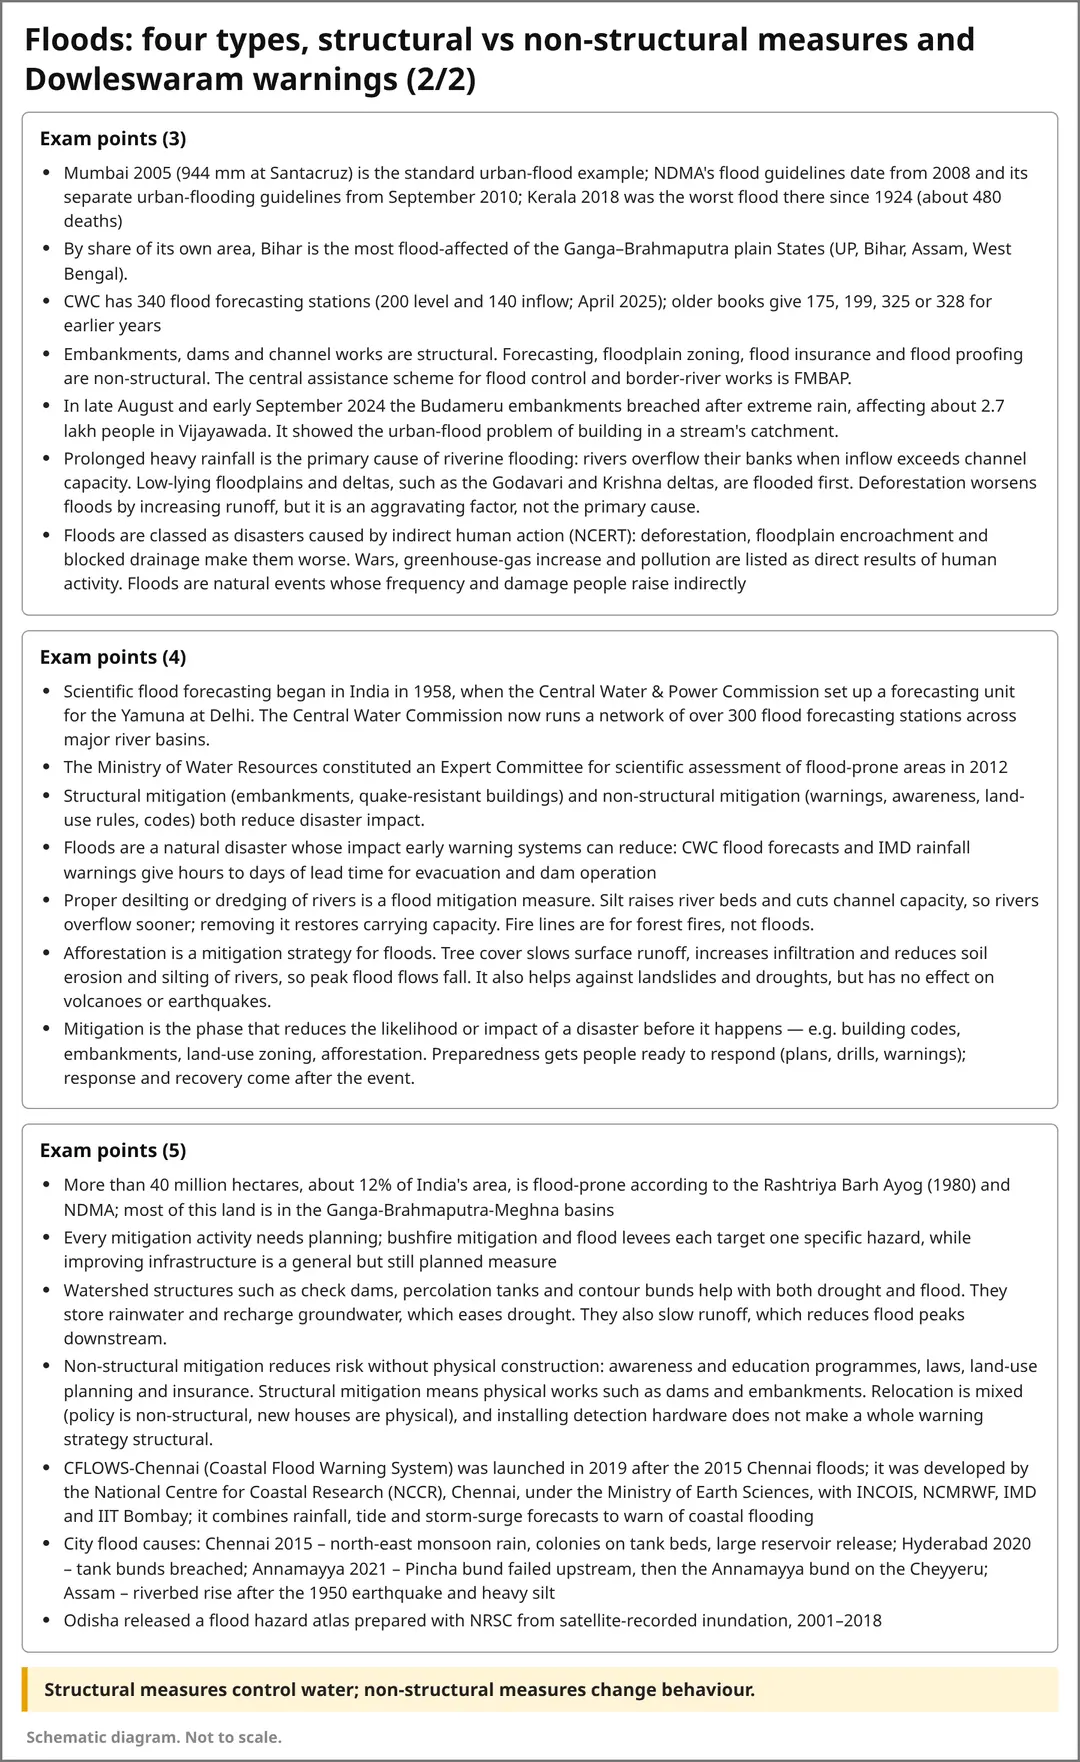 Floods: four types, structural vs non-structural measures and
Dowleswaram warnings (2/2)
Exam points (3)
• Mumbai 2005 (944 mm at Santacruz) is the standard urban-flood example; NDMA's flood guidelines date from 2008 and its
separate urban-flooding guidelines from September 2010; Kerala 2018 was the worst flood there since 1924 (about 480
deaths)
• By share of its own area, Bihar is the most flood-affected of the Ganga–Brahmaputra plain States (UP, Bihar, Assam, West
Bengal).
• CWC has 340 flood forecasting stations (200 level and 140 inflow; April 2025); older books give 175, 199, 325 or 328 for
earlier years
• Embankments, dams and channel works are structural. Forecasting, floodplain zoning, flood insurance and flood proofing
are non-structural. The central assistance scheme for flood control and border-river works is FMBAP.
• In late August and early September 2024 the Budameru embankments breached after extreme rain, affecting about 2.7
lakh people in Vijayawada. It showed the urban-flood problem of building in a stream's catchment.
• Prolonged heavy rainfall is the primary cause of riverine flooding: rivers overflow their banks when inflow exceeds channel
capacity. Low-lying floodplains and deltas, such as the Godavari and Krishna deltas, are flooded first. Deforestation worsens
floods by increasing runoff, but it is an aggravating factor, not the primary cause.
• Floods are classed as disasters caused by indirect human action (NCERT): deforestation, floodplain encroachment and
blocked drainage make them worse. Wars, greenhouse-gas increase and pollution are listed as direct results of human
activity. Floods are natural events whose frequency and damage people raise indirectly
Exam points (4)
• Scientific flood forecasting began in India in 1958, when the Central Water & Power Commission set up a forecasting unit
for the Yamuna at Delhi. The Central Water Commission now runs a network of over 300 flood forecasting stations across
major river basins.
• The Ministry of Water Resources constituted an Expert Committee for scientific assessment of flood-prone areas in 2012
• Structural mitigation (embankments, quake-resistant buildings) and non-structural mitigation (warnings, awareness, land-
use rules, codes) both reduce disaster impact.
• Floods are a natural disaster whose impact early warning systems can reduce: CWC flood forecasts and IMD rainfall
warnings give hours to days of lead time for evacuation and dam operation
• Proper desilting or dredging of rivers is a flood mitigation measure. Silt raises river beds and cuts channel capacity, so rivers
overflow sooner; removing it restores carrying capacity. Fire lines are for forest fires, not floods.
• Afforestation is a mitigation strategy for floods. Tree cover slows surface runoff, increases infiltration and reduces soil
erosion and silting of rivers, so peak flood flows fall. It also helps against landslides and droughts, but has no effect on
volcanoes or earthquakes.
• Mitigation is the phase that reduces the likelihood or impact of a disaster before it happens — e.g. building codes,
embankments, land-use zoning, afforestation. Preparedness gets people ready to respond (plans, drills, warnings);
response and recovery come after the event.
Exam points (5)
• More than 40 million hectares, about 12% of India's area, is flood-prone according to the Rashtriya Barh Ayog (1980) and
NDMA; most of this land is in the Ganga-Brahmaputra-Meghna basins
• Every mitigation activity needs planning; bushfire mitigation and flood levees each target one specific hazard, while
improving infrastructure is a general but still planned measure
• Watershed structures such as check dams, percolation tanks and contour bunds help with both drought and flood. They
store rainwater and recharge groundwater, which eases drought. They also slow runoff, which reduces flood peaks
downstream.
• Non-structural mitigation reduces risk without physical construction: awareness and education programmes, laws, land-use
planning and insurance. Structural mitigation means physical works such as dams and embankments. Relocation is mixed
(policy is non-structural, new houses are physical), and installing detection hardware does not make a whole warning
strategy structural.
• CFLOWS-Chennai (Coastal Flood Warning System) was launched in 2019 after the 2015 Chennai floods; it was developed by
the National Centre for Coastal Research (NCCR), Chennai, under the Ministry of Earth Sciences, with INCOIS, NCMRWF, IMD
and IIT Bombay; it combines rainfall, tide and storm-surge forecasts to warn of coastal flooding
• City flood causes: Chennai 2015 – north-east monsoon rain, colonies on tank beds, large reservoir release; Hyderabad 2020
– tank bunds breached; Annamayya 2021 – Pincha bund failed upstream, then the Annamayya bund on the Cheyyeru;
Assam – riverbed rise after the 1950 earthquake and heavy silt
• Odisha released a flood hazard atlas prepared with NRSC from satellite-recorded inundation, 2001–2018
Structural measures control water; non-structural measures change behaviour.
Schematic diagram. Not to scale.